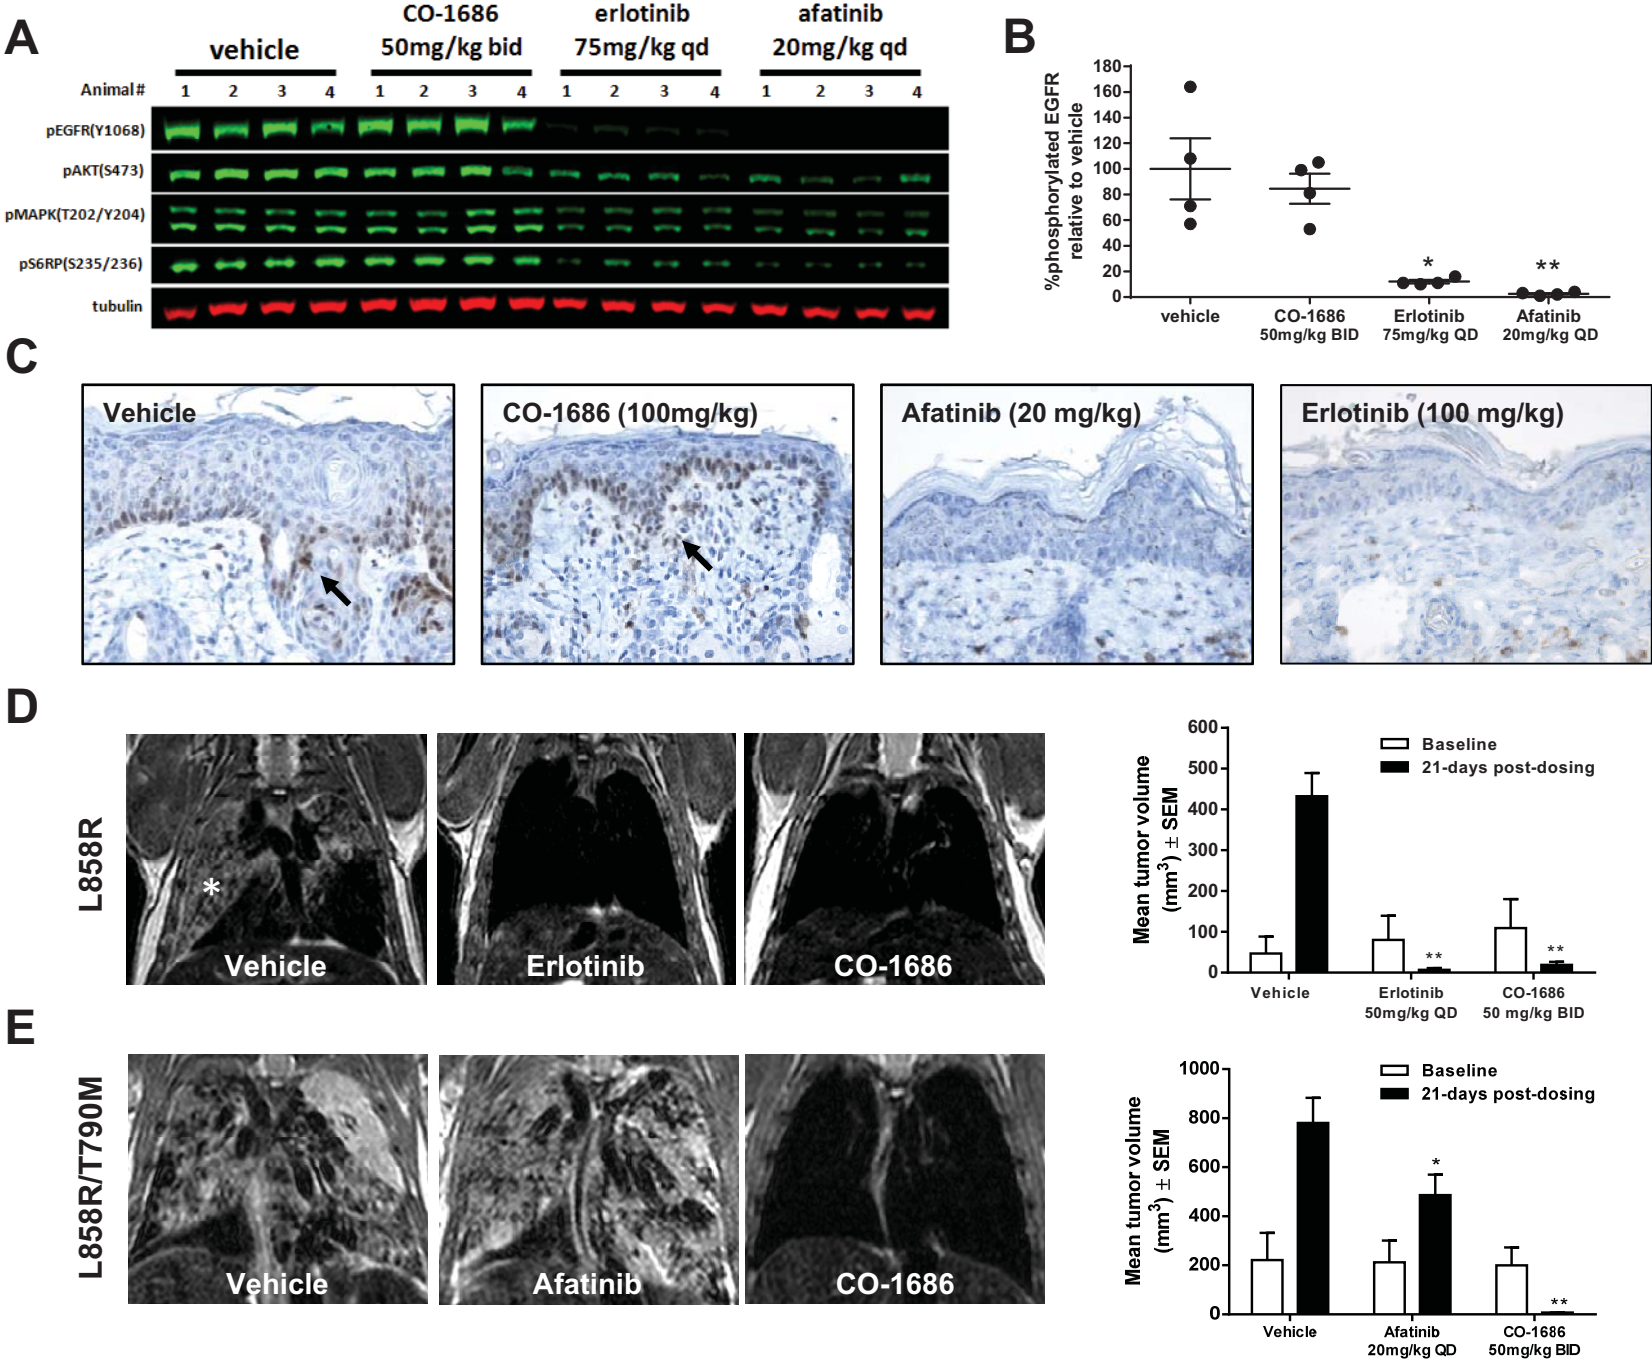 A
vehicle
CO-1686
50mg/kg bid
erlotinib
75mg/kg qd
afatinib
20mg/kg qd
Animal# 1 2 3 4 1 2 3 4 1 2 3 4 1 2 3 4
pEGFR(Y1068)
pAKT(S473)
pMAPK(T202/Y204)
pS6RP(S235/236)
tubulin
B
%phosphorylated EGFR
relative to vehicle
180
160
140
120
100
80
60
40
20
0
*
**
vehicle
CO-1686
50mg/kg BID
Erlotinib
75mg/kg QD
Afatinib
20mg/kg QD
C
Vehicle
CO-1686 (100mg/kg)
Afatinib (20 mg/kg)
Erlotinib (100 mg/kg)
D
L858R
*
Vehicle
Erlotinib
CO-1686
Mean tumor volume
(mm³) ± SEM
600
500
400
300
200
100
0
Baseline
21-days post-dosing
**
**
Vehicle
Erlotinib
50mg/kg QD
CO-1686
50 mg/kg BID
E
L858R/T790M
Vehicle
Afatinib
CO-1686
Mean tumor volume
(mm³) ± SEM
1000
800
600
400
200
0
Baseline
21-days post-dosing
*
**
Vehicle
Afatinib
20mg/kg QD
CO-1686
50mg/kg BID